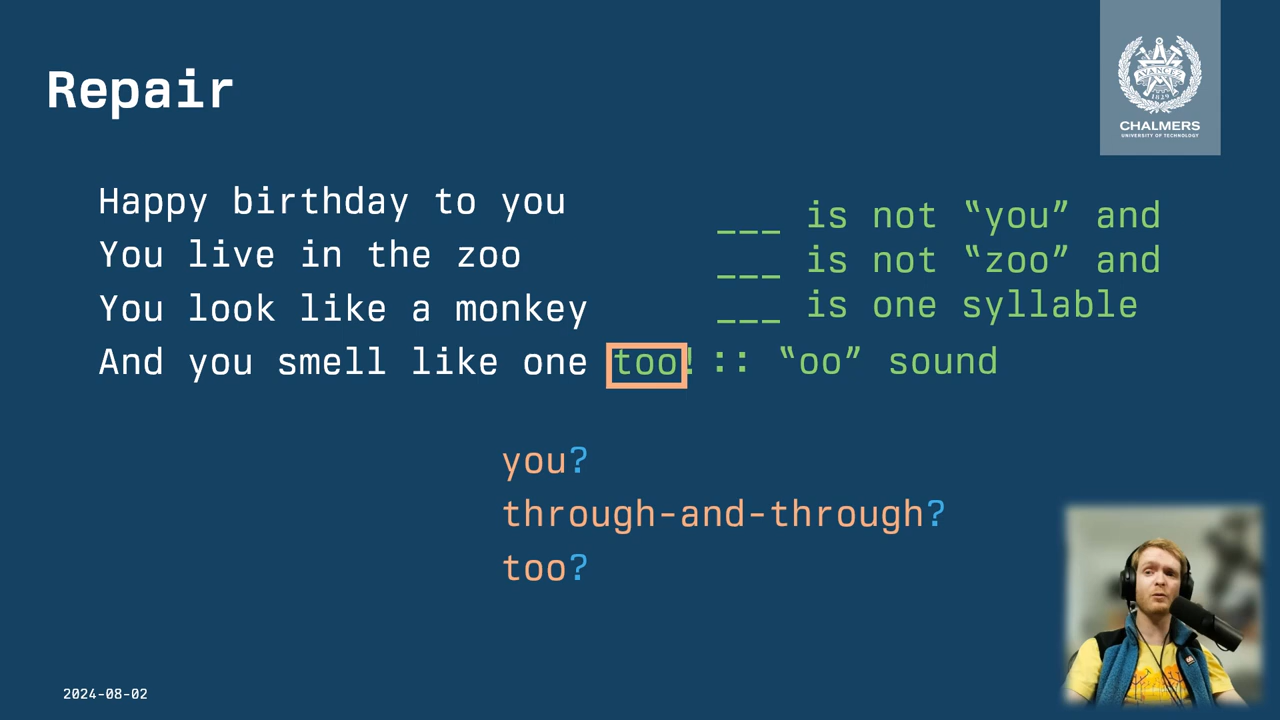 Repair
AVANCEZ
1829
CHALMERS
UNIVERSITY OF TECHNOLOGY
Happy birthday to you
You live in the zoo
You look like a monkey
And you smell like one too! :: “oo” sound
___ is not “you” and
___ is not “zoo” and
___ is one syllable
you?
through-and-through?
too?
2024-08-02